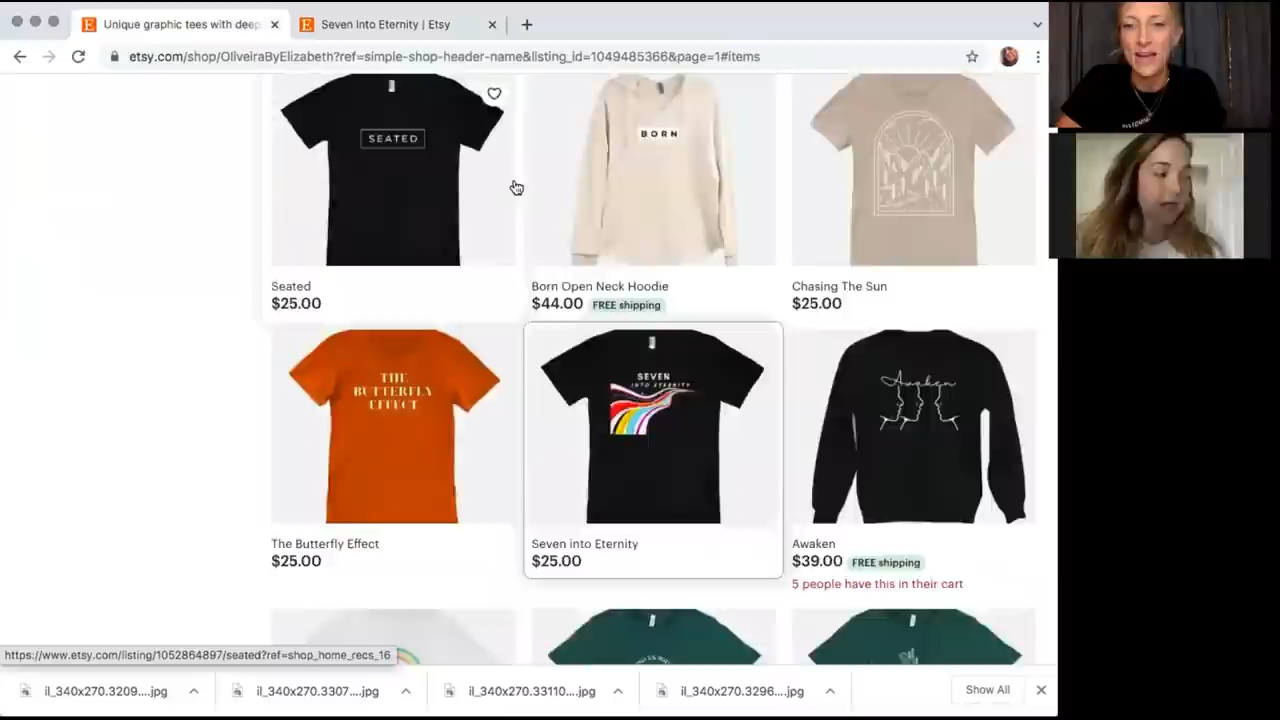 Unique graphic tees with deep
Seven Into Eternity | Etsy
etsy.com/shop/OliveiraByElizabeth?ref=simple-shop-header-name&listing_id=1049485366&page=1#items
SEATED
BORN
Seated
$25.00
Born Open Neck Hoodie
$44.00 FREE shipping
Chasing The Sun
$25.00
THE
BUTTERFLY
EFFECT
SEVEN
INTO ETERNITY
Awaken
The Butterfly Effect
$25.00
Seven into Eternity
$25.00
Awaken
$39.00 FREE shipping
5 people have this in their cart
https://www.etsy.com/listing/1052864897/seated?ref=shop_home_recs_16
il_340x270.3209....jpg
il_340x270.3307....jpg
il_340x270.33110....jpg
il_340x270.3296....jpg
Show All